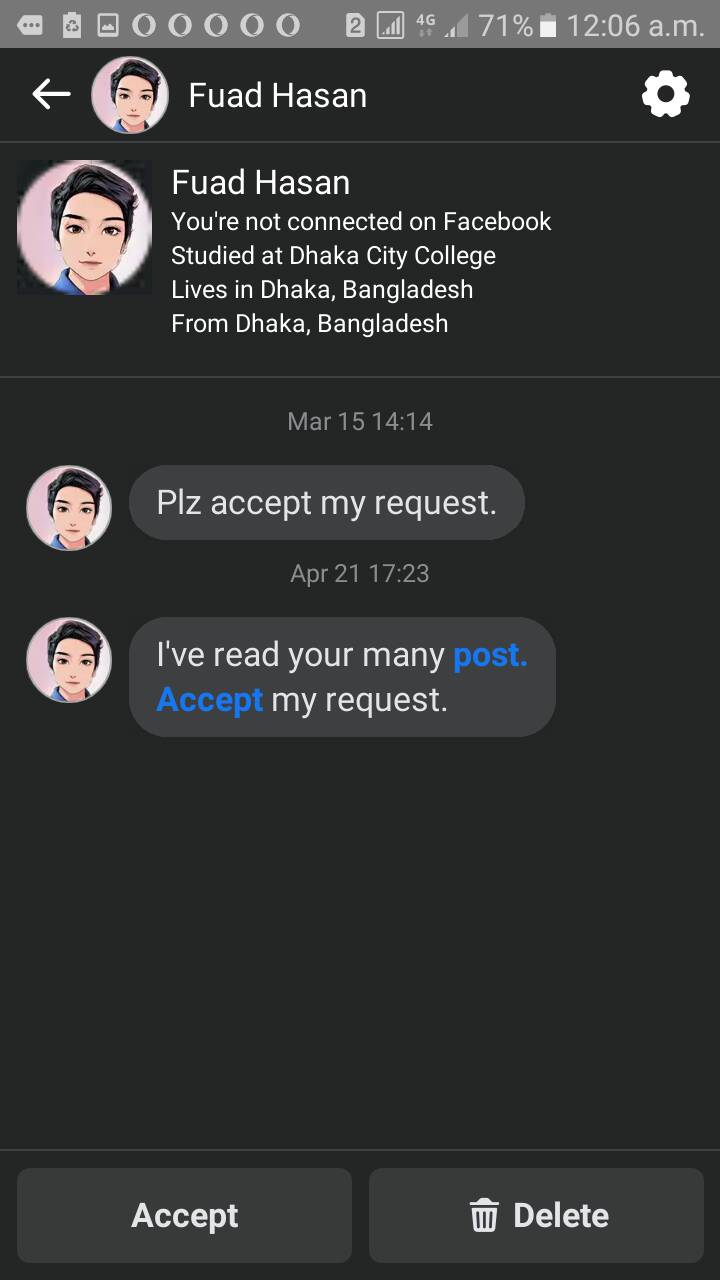 2 4G 71% 12:06 a.m.
Fuad Hasan
Fuad Hasan
You're not connected on Facebook
Studied at Dhaka City College
Lives in Dhaka, Bangladesh
From Dhaka, Bangladesh
Mar 15 14:14
Plz accept my request.
Apr 21 17:23
I've read your many post.
Accept my request.
Accept Delete